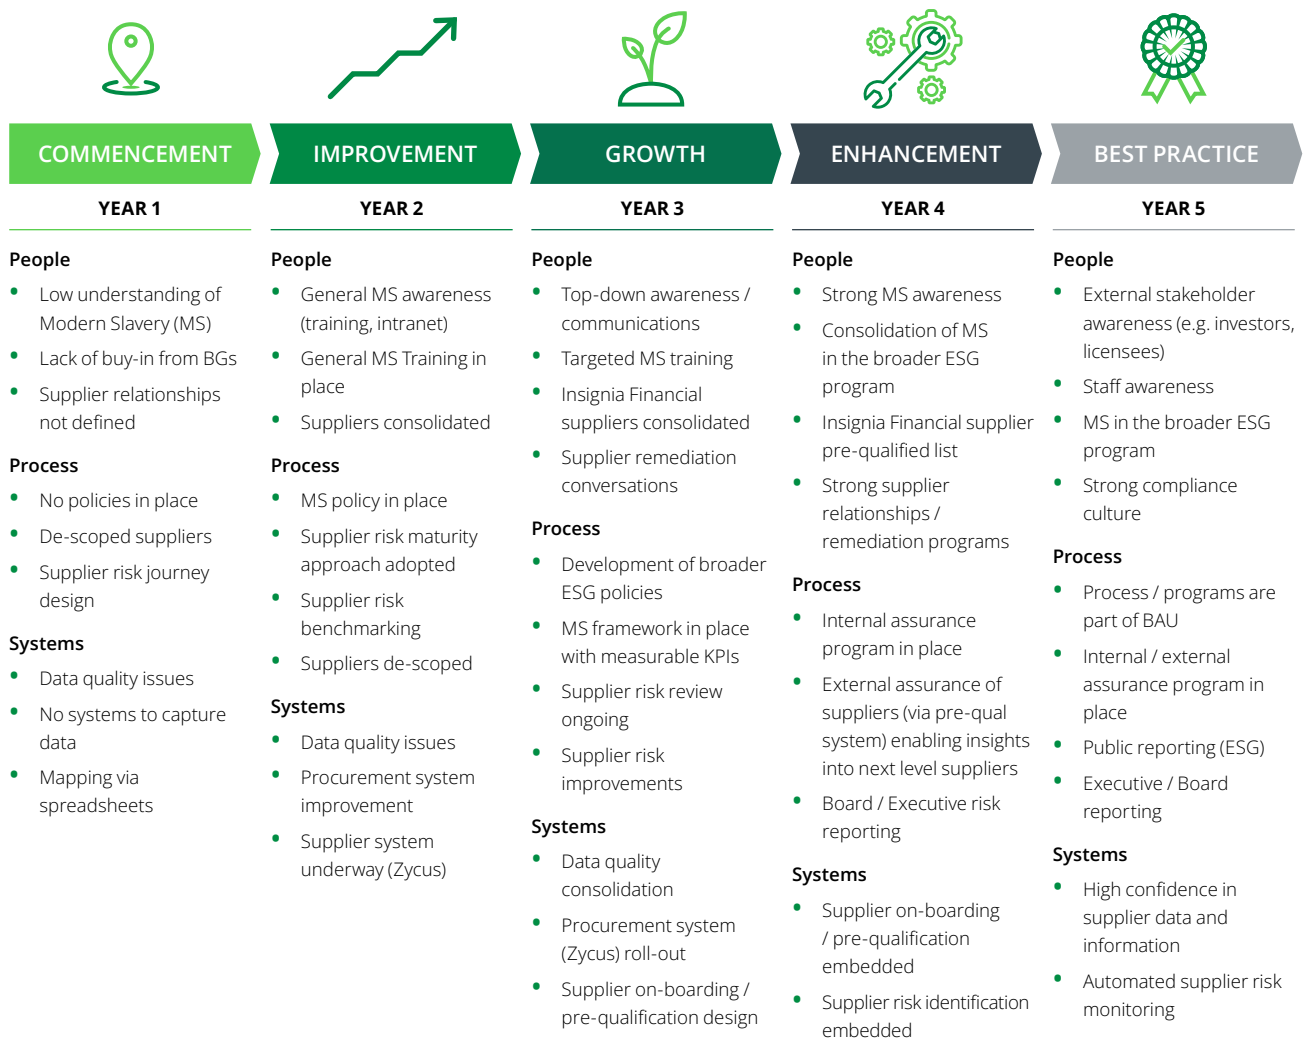 COMMENCEMENT
YEAR 1
People
Low understanding of
Modern Slavery (MS)
Lack of buy-in from BGs
Supplier relationships
not defined
Process
No policies in place
De-scoped suppliers
Supplier risk journey
design
Systems
Data quality issues
No systems to capture
data
Mapping via
spreadsheets
IMPROVEMENT
YEAR 2
People
General MS awareness
(training, intranet)
General MS Training in
place
Suppliers consolidated
Process
MS policy in place
Supplier risk maturity
approach adopted
Supplier risk
benchmarking
Suppliers de-scoped
Systems
Data quality issues
Procurement system
improvement
Supplier system
underway (Zycus)
GROWTH
YEAR 3
People
Top-down awareness /
communications
Targeted MS training
Insignia Financial
suppliers consolidated
Supplier remediation
conversations
Process
Development of broader
ESG policies
MS framework in place
with measurable KPIs
Supplier risk review
ongoing
Supplier risk
improvements
Systems
Data quality
consolidation
Procurement system
(Zycus) roll-out
Supplier on-boarding /
pre-qualification design
ENHANCEMENT
YEAR 4
People
Strong MS awareness
Consolidation of MS
in the broader ESG
program
Insignia Financial supplier
pre-qualified list
Strong supplier
relationships /
remediation programs
Process
Internal assurance
program in place
External assurance of
suppliers (via pre-qual
system) enabling insights
into next level suppliers
Board / Executive risk
reporting
Systems
Supplier on-boarding
/ pre-qualification
embedded
Supplier risk identification
embedded
BEST PRACTICE
YEAR 5
People
External stakeholder
awareness (e.g. investors,
licensees)
Staff awareness
MS in the broader ESG
program
Strong compliance
culture
Process
Process / programs are
part of BAU
Internal / external
assurance program in
place
Public reporting (ESG)
Executive / Board
reporting
Systems
High confidence in
supplier data and
information
Automated supplier risk
monitoring